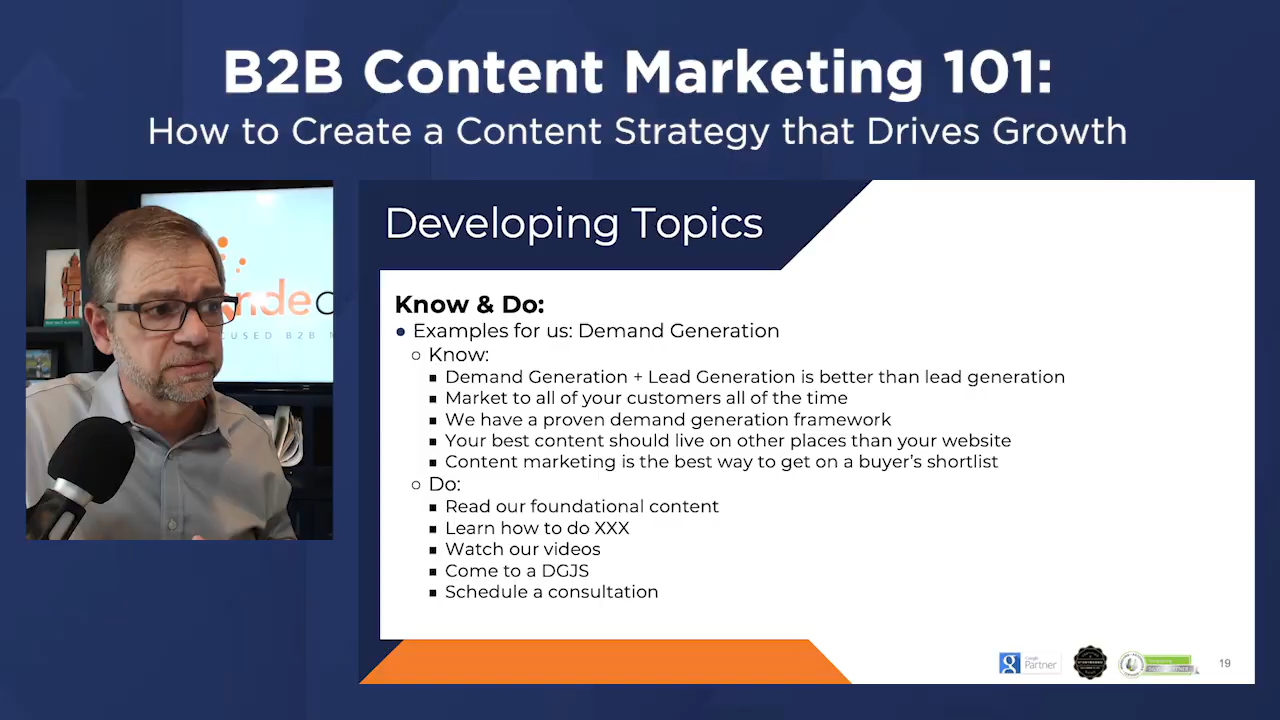 B2B Content Marketing 101:
How to Create a Content Strategy that Drives Growth
Developing Topics
Know & Do:
Examples for us: Demand Generation
Know:
Demand Generation + Lead Generation is better than lead generation
Market to all of your customers all of the time
We have a proven demand generation framework
Your best content should live on other places than your website
Content marketing is the best way to get on a buyer's shortlist
Do:
Read our foundational content
Learn how to do XXX
Watch our videos
Come to a DGJS
Schedule a consultation
Google
Partner
19